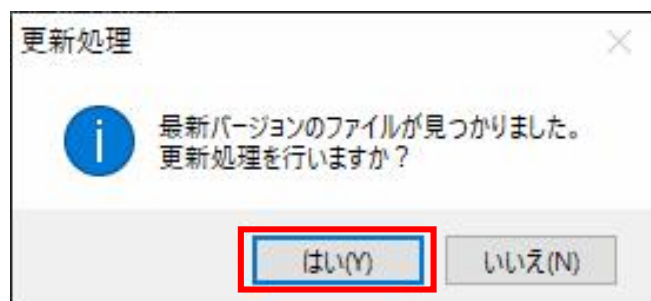 更新処理
最新バージョンのファイルが見つかりました。
更新処理を行いますか？
はい(Y)
いいえ(N)